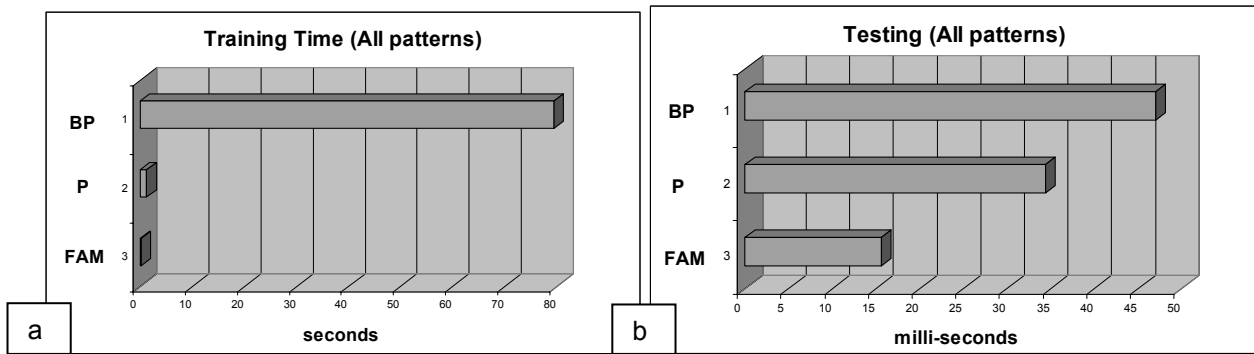 Training Time (All patterns)
BP 1
P 2
FAM 3
0 10 20 30 40 50 60 70 80
seconds
a
Testing (All patterns)
BP 1
P 2
FAM 3
0 5 10 15 20 25 30 35 40 45 50
milli-seconds
b